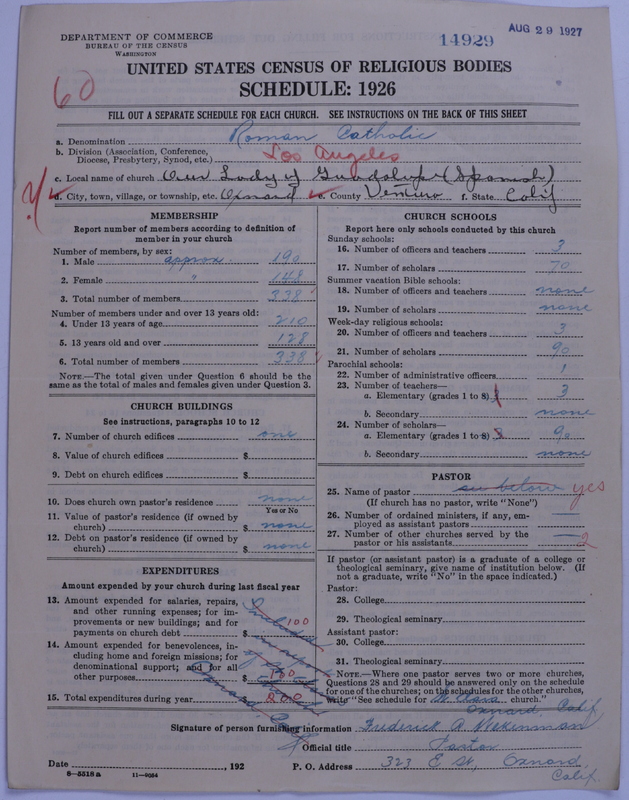 DEPARTMENT OF COMMERCE
BUREAU OF THE CENSUS
WASHINGTON
14929
AUG 29 1927
60
UNITED STATES CENSUS OF RELIGIOUS BODIES
SCHEDULE: 1926
FILL OUT A SEPARATE SCHEDULE FOR EACH CHURCH. SEE INSTRUCTIONS ON THE BACK OF THIS SHEET
a. Denomination Roman Catholic
b. Division (Association, Conference,
Diocese, Presbytery, Synod, etc.) Los Angeles
c. Local name of church Our Lady of Guadalupe (Spanish)
d. City, town, village, or township, etc. Oxnard e. County Ventura f. State Calif
MEMBERSHIP
Report number of members according to definition of
member in your church
Number of members, by sex:
1. Male approx 190
2. Female " 148
3. Total number of members 338
Number of members under and over 13 years old:
4. Under 13 years of age 210
5. 13 years old and over 128
6. Total number of members 338
NOTE.—The total given under Question 6 should be
same as the total of males and females given under Question 3.
CHURCH BUILDINGS
See instructions, paragraphs 10 to 12
7. Number of church edifices one
8. Value of church edifices $
9. Debt on church edifices $
10. Does church own pastor's residence none
Yes or No
11. Value of pastor's residence (if owned by
church) $ none
12. Debt on pastor's residence (if owned by
church) $ none
EXPENDITURES
Amount expended by your church during last fiscal year
13. Amount expended for salaries, repairs,
and other running expenses; for im-
provements or new buildings; and for
payments on church debt $ Included 100
14. Amount expended for benevolences, in-
cluding home and foreign missions; for
denominational support; and for all
other purposes $ 100
15. Total expenditures during year 200
in report of
Oxnard, Calif
CHURCH SCHOOLS
Report here only schools conducted by this church
Sunday schools:
16. Number of officers and teachers 3
17. Number of scholars 70
Summer vacation Bible schools:
18. Number of officers and teachers none
19. Number of scholars none
Week-day religious schools:
20. Number of officers and teachers 3
21. Number of scholars 90
Parochial schools:
22. Number of administrative officers 1
23. Number of teachers—
a. Elementary (grades 1 to 8) 3
b. Secondary none
24. Number of scholars—
a. Elementary (grades 1 to 8) 90
b. Secondary none
PASTOR
25. Name of pastor see below yes
(If church has no pastor, write "None")
26. Number of ordained ministers, if any, em-
ployed as assistant pastors —
27. Number of other churches served by the
pastor or his assistants — 2
If pastor (or assistant pastor) is a graduate of a college or
theological seminary, give name of institution below. (If
not a graduate, write "No" in the space indicated.)
Pastor:
28. College
29. Theological seminary
Assistant pastor:
30. College
31. Theological seminary
NOTE.—Where one pastor serves two or more churches,
Questions 28 and 29 should be answered only on the schedule
for one of the churches; on the schedules for the other churches,
write "See schedule for St. Clara church."
Oxnard, Calif
Signature of person furnishing information Frederick A Wekenman
Official title Pastor
Date , 192 P. O. Address 323 E St, Oxnard,
Calif.
8—5518a 11—9054